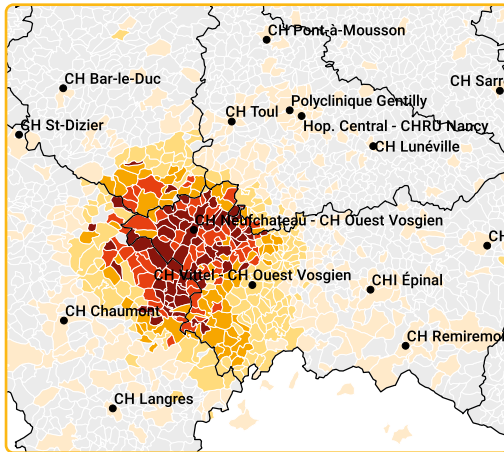 CH Pont-à-Mousson
CH Bar-le-Duc
CH Sarr
Polyclinique Gentilly
CH Toul
Hop. Central - CHRU Nancy
CH St-Dizier
CH Lunéville
CH Neufchateau - CH Ouest Vosgien
CH
CH Vittel - CH Ouest Vosgien
CHI Épinal
CH Chaumont
CH Remiremo
CH Langres